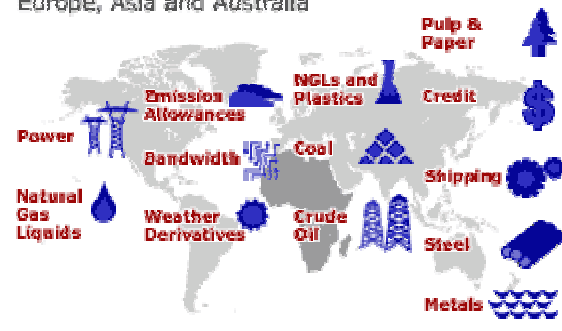 Europe, Asia and Australia
Pulp &
Paper
NGLs and
Plastics
Emission
Allowances
Credit
Power
Bandwidth
Coal
Shipping
Natural
Gas
Liquids
Weather
Derivatives
Crude
Oil
Steel
Metals
$